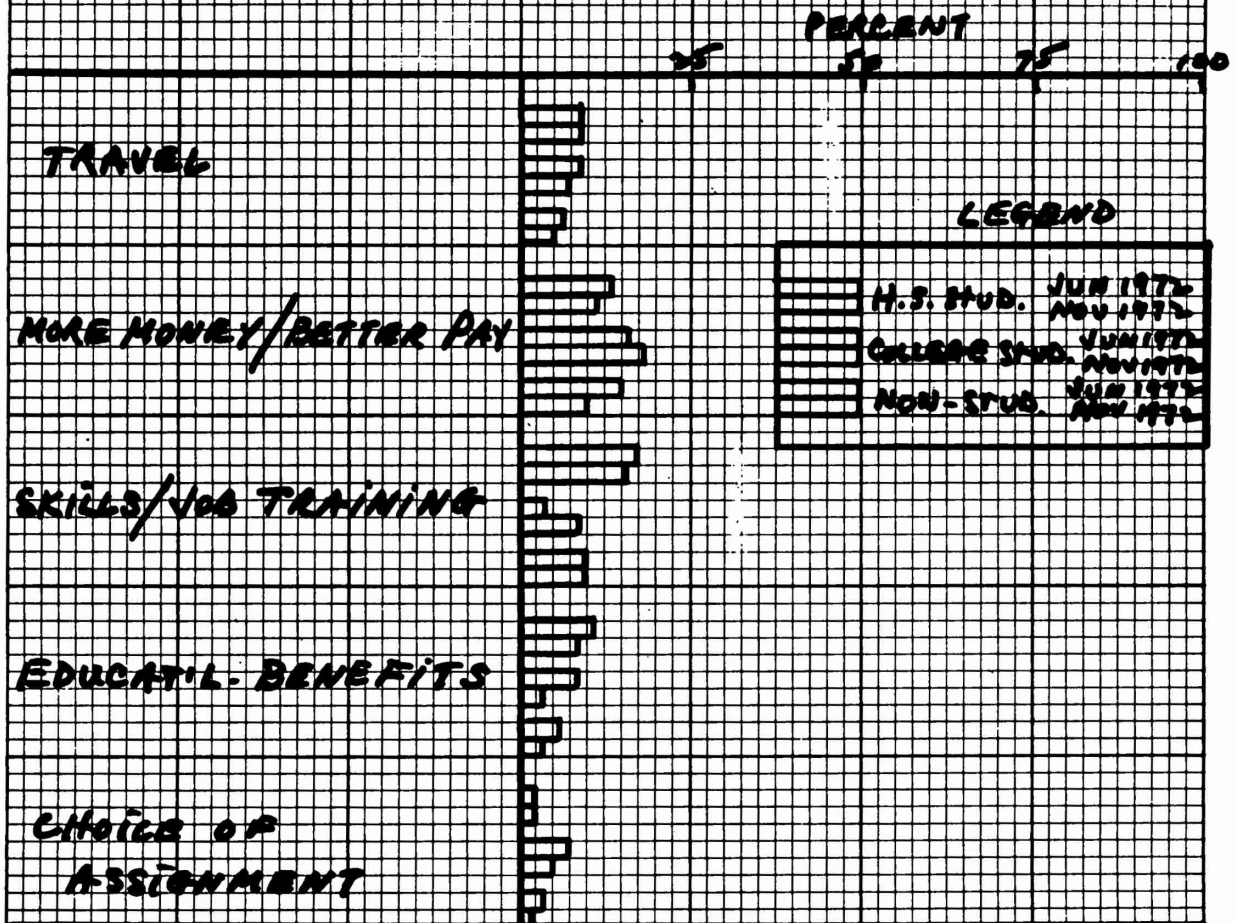 PERCENT
25 50 75 100
TRAVEL
LEGEND
H.S. STUD. JUN 1972
NOV 1972
MORE MONEY/BETTER PAY
COLLEGE STUD. JUN 1972
NOV 1972
NON-STUD. JUN 1972
NOV 1972
SKILLS/JOB TRAINING
EDUCAT'L. BENEFITS
CHOICE OF
ASSIGNMENT